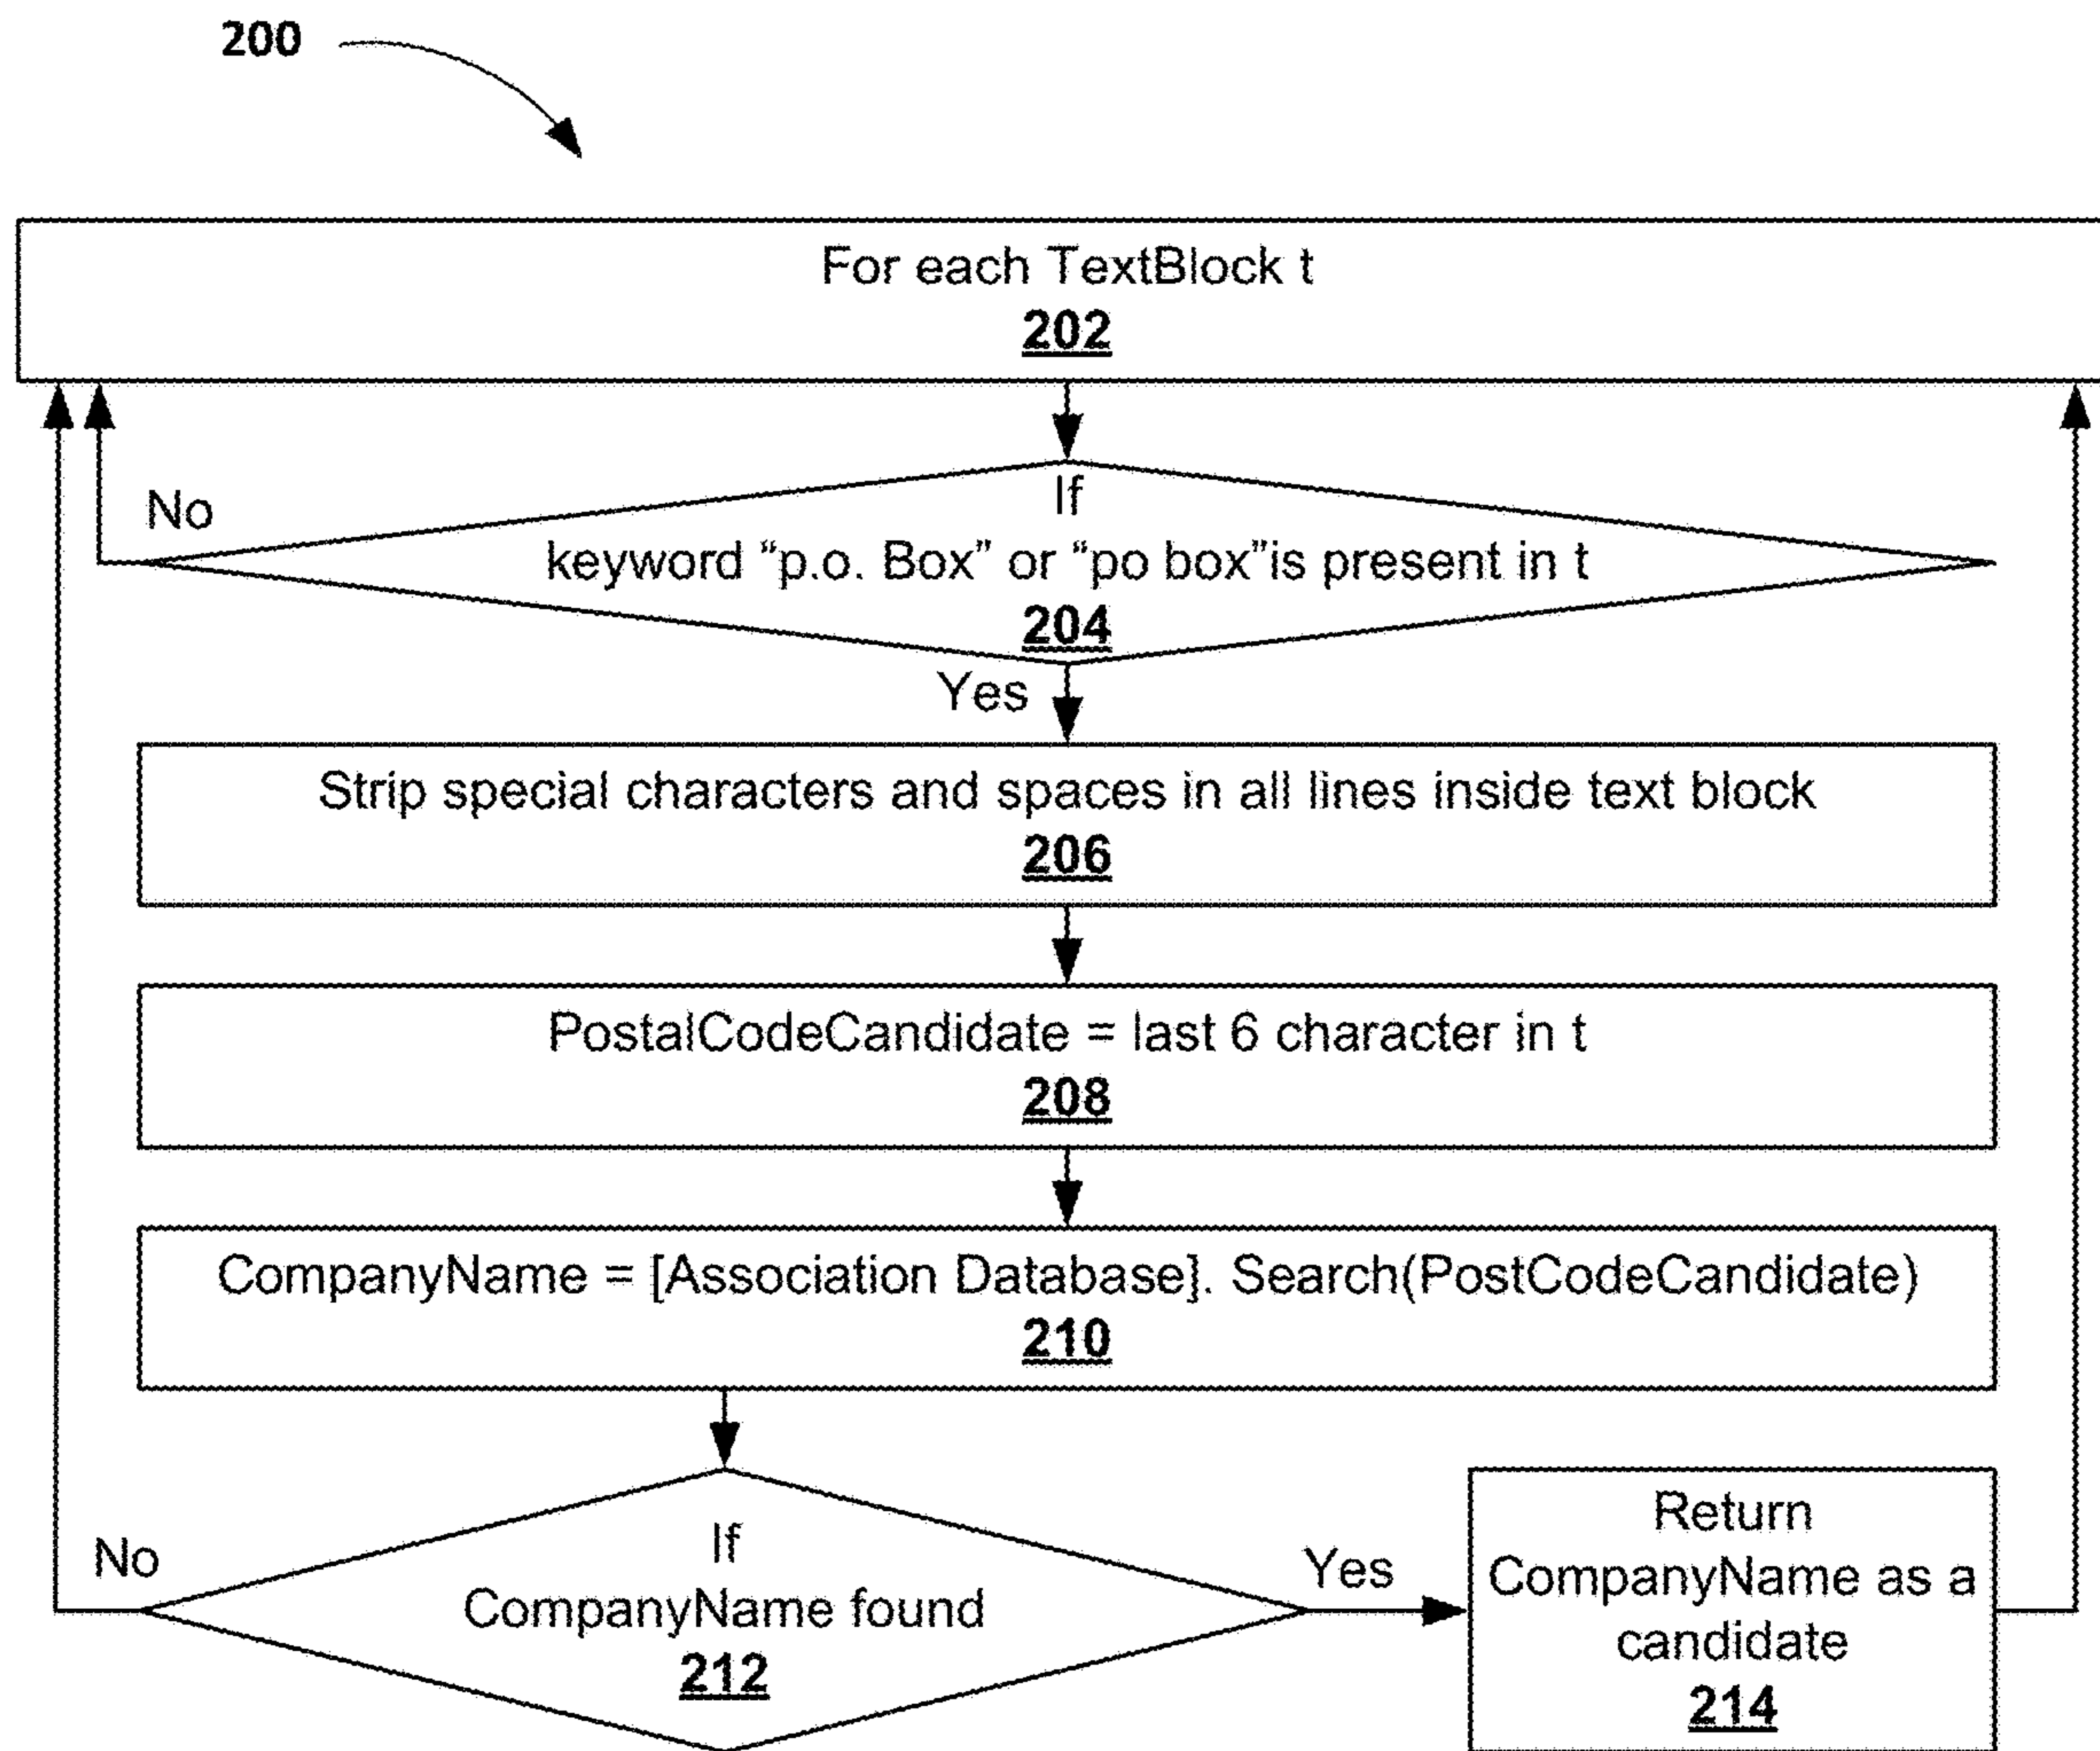 200
For each TextBlock t
202
If
No
keyword “p.o. Box” or “po box”is present in t
204
Yes
Strip special characters and spaces in all lines inside text block
206
PostalCodeCandidate = last 6 character in t
208
CompanyName = [Association Database]. Search(PostCodeCandidate)
210
If
No
CompanyName found
212
Yes
Return
CompanyName as a
candidate
214